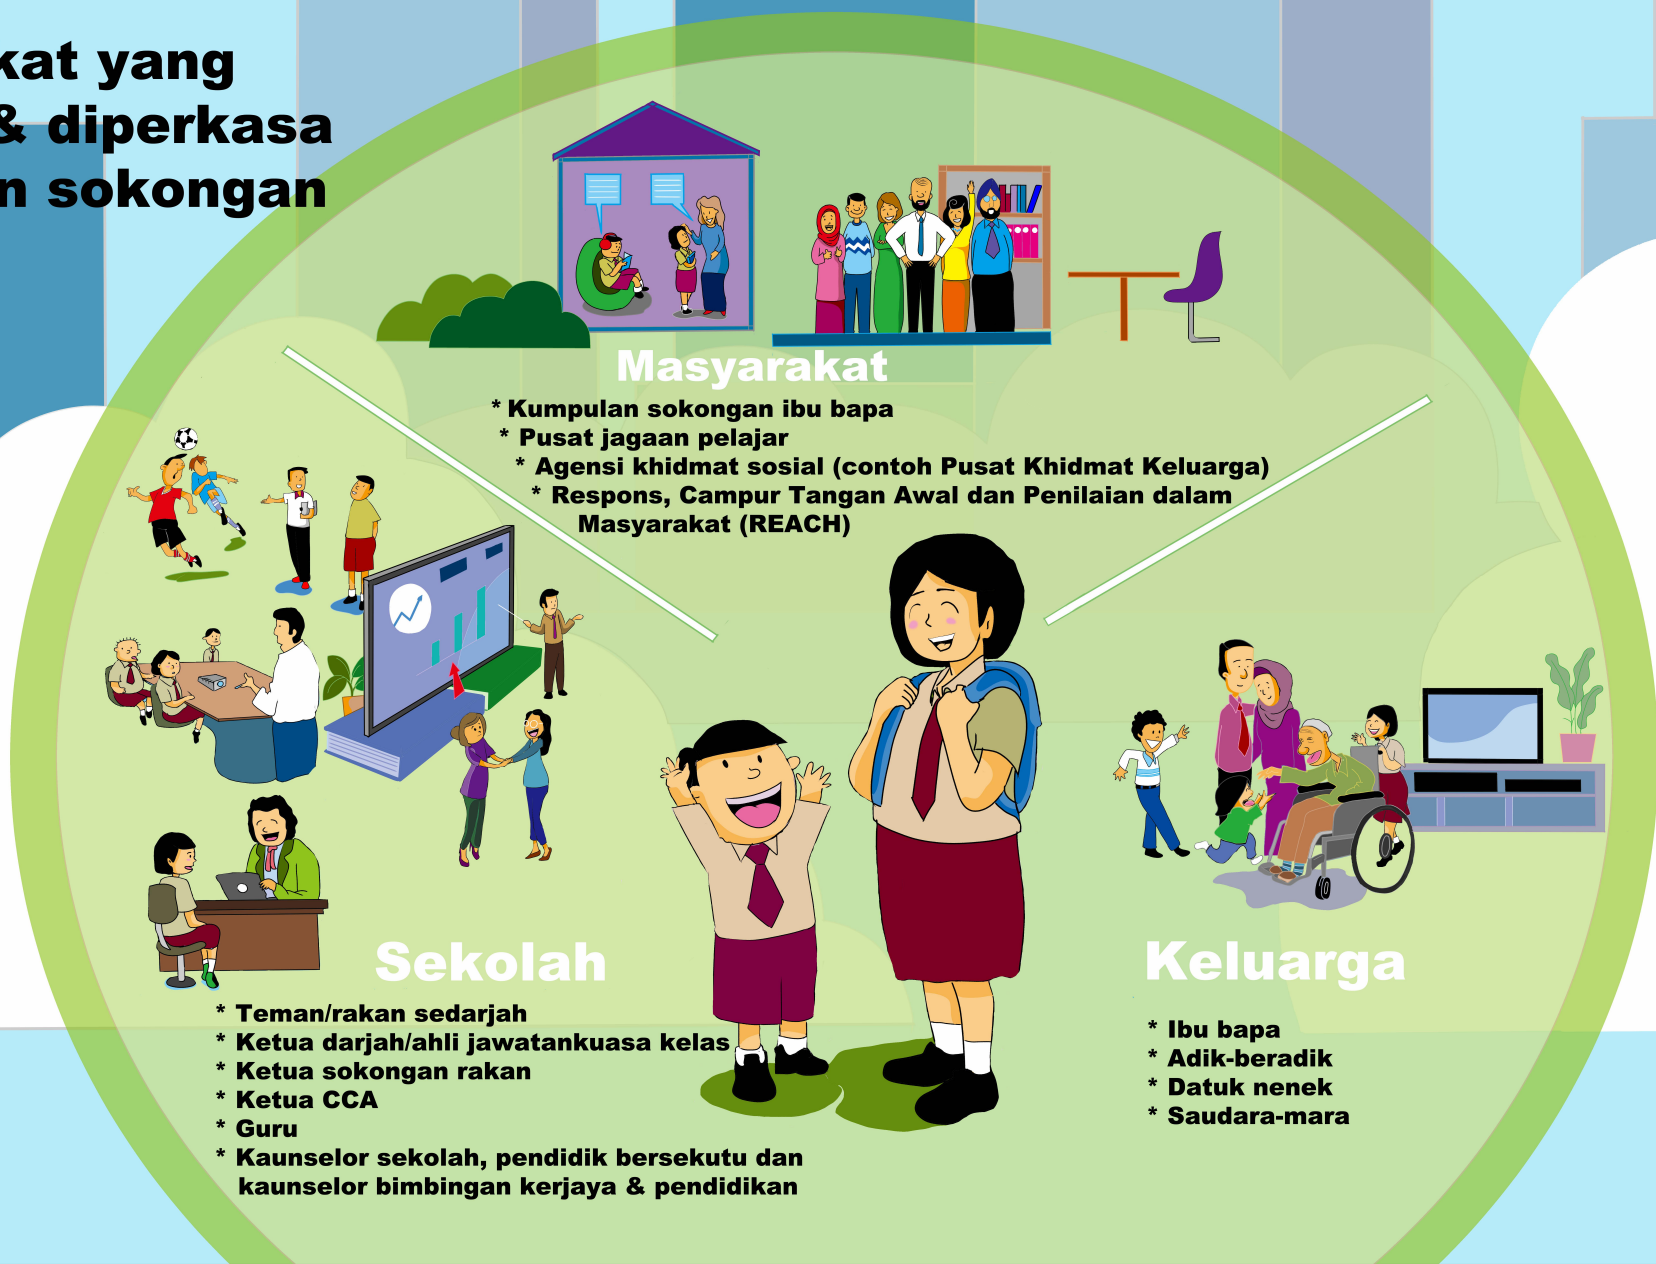 yang
& diperkasa
sokongan
Masyarakat
* Kumpulan sokongan ibu bapa
* Pusat jagaan pelajar
* Agensi khidmat sosial (contoh Pusat Khidmat Keluarga)
* Respons, Campur Tangan Awal dan Penilaian dalam
Masyarakat (REACH)
Sekolah
* Teman/rakan sedarjah
* Ketua darjah/ahli jawatankuasa kelas
* Ketua sokongan rakan
* Ketua CCA
* Guru
* Kaunselor sekolah, pendidik bersekutu dan
kaunselor bimbingan kerjaya & pendidikan
Keluarga
* Ibu bapa
* Adik-beradik
* Datuk nenek
* Saudara-mara